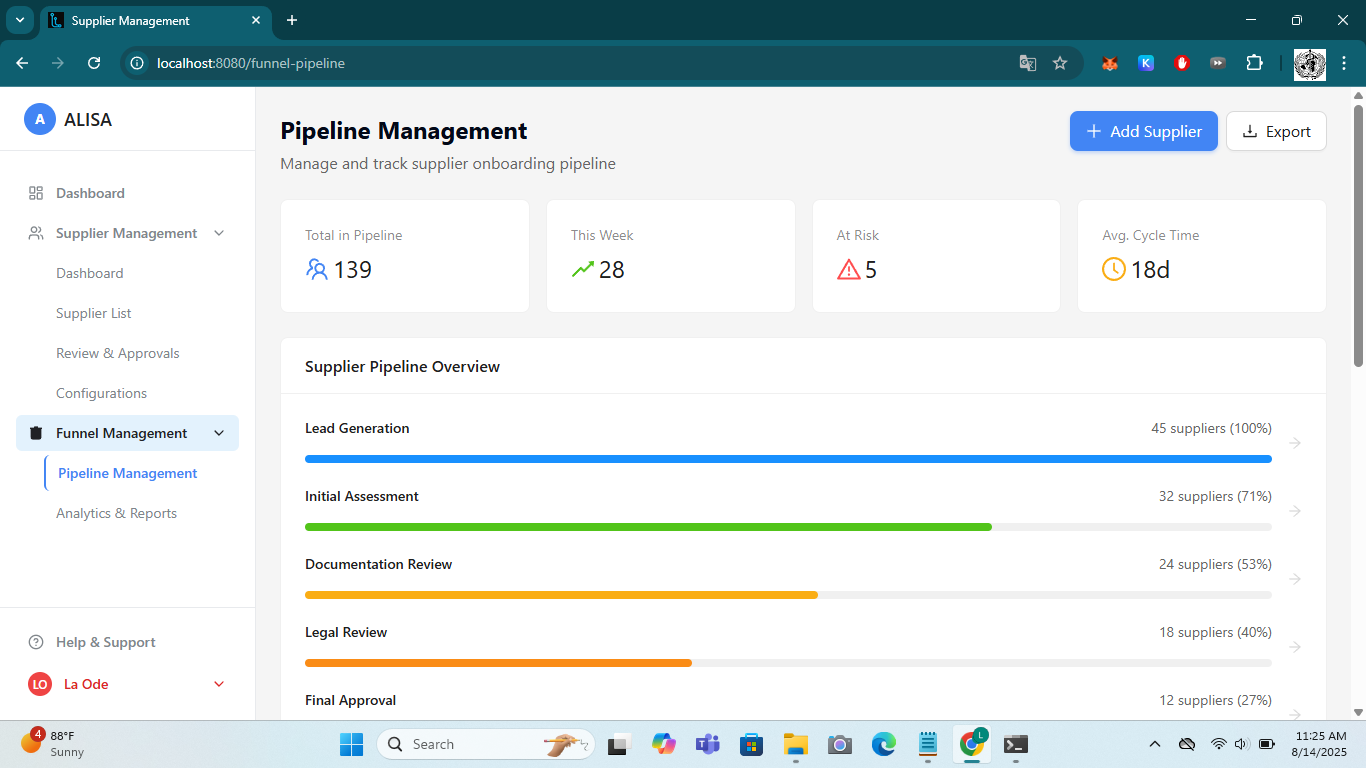 Supplier Management
localhost:8080/funnel-pipeline
K
A ALISA
Dashboard
Supplier Management
Dashboard
Supplier List
Review & Approvals
Configurations
Funnel Management
Pipeline Management
Analytics & Reports
Help & Support
LO La Ode
Pipeline Management
Manage and track supplier onboarding pipeline
Add Supplier
Export
Total in Pipeline
139
This Week
28
At Risk
5
Avg. Cycle Time
18d
Supplier Pipeline Overview
Lead Generation 45 suppliers (100%)
Initial Assessment 32 suppliers (71%)
Documentation Review 24 suppliers (53%)
Legal Review 18 suppliers (40%)
Final Approval 12 suppliers (27%)
4
88°F
Sunny
Search
L
11:25 AM
8/14/2025